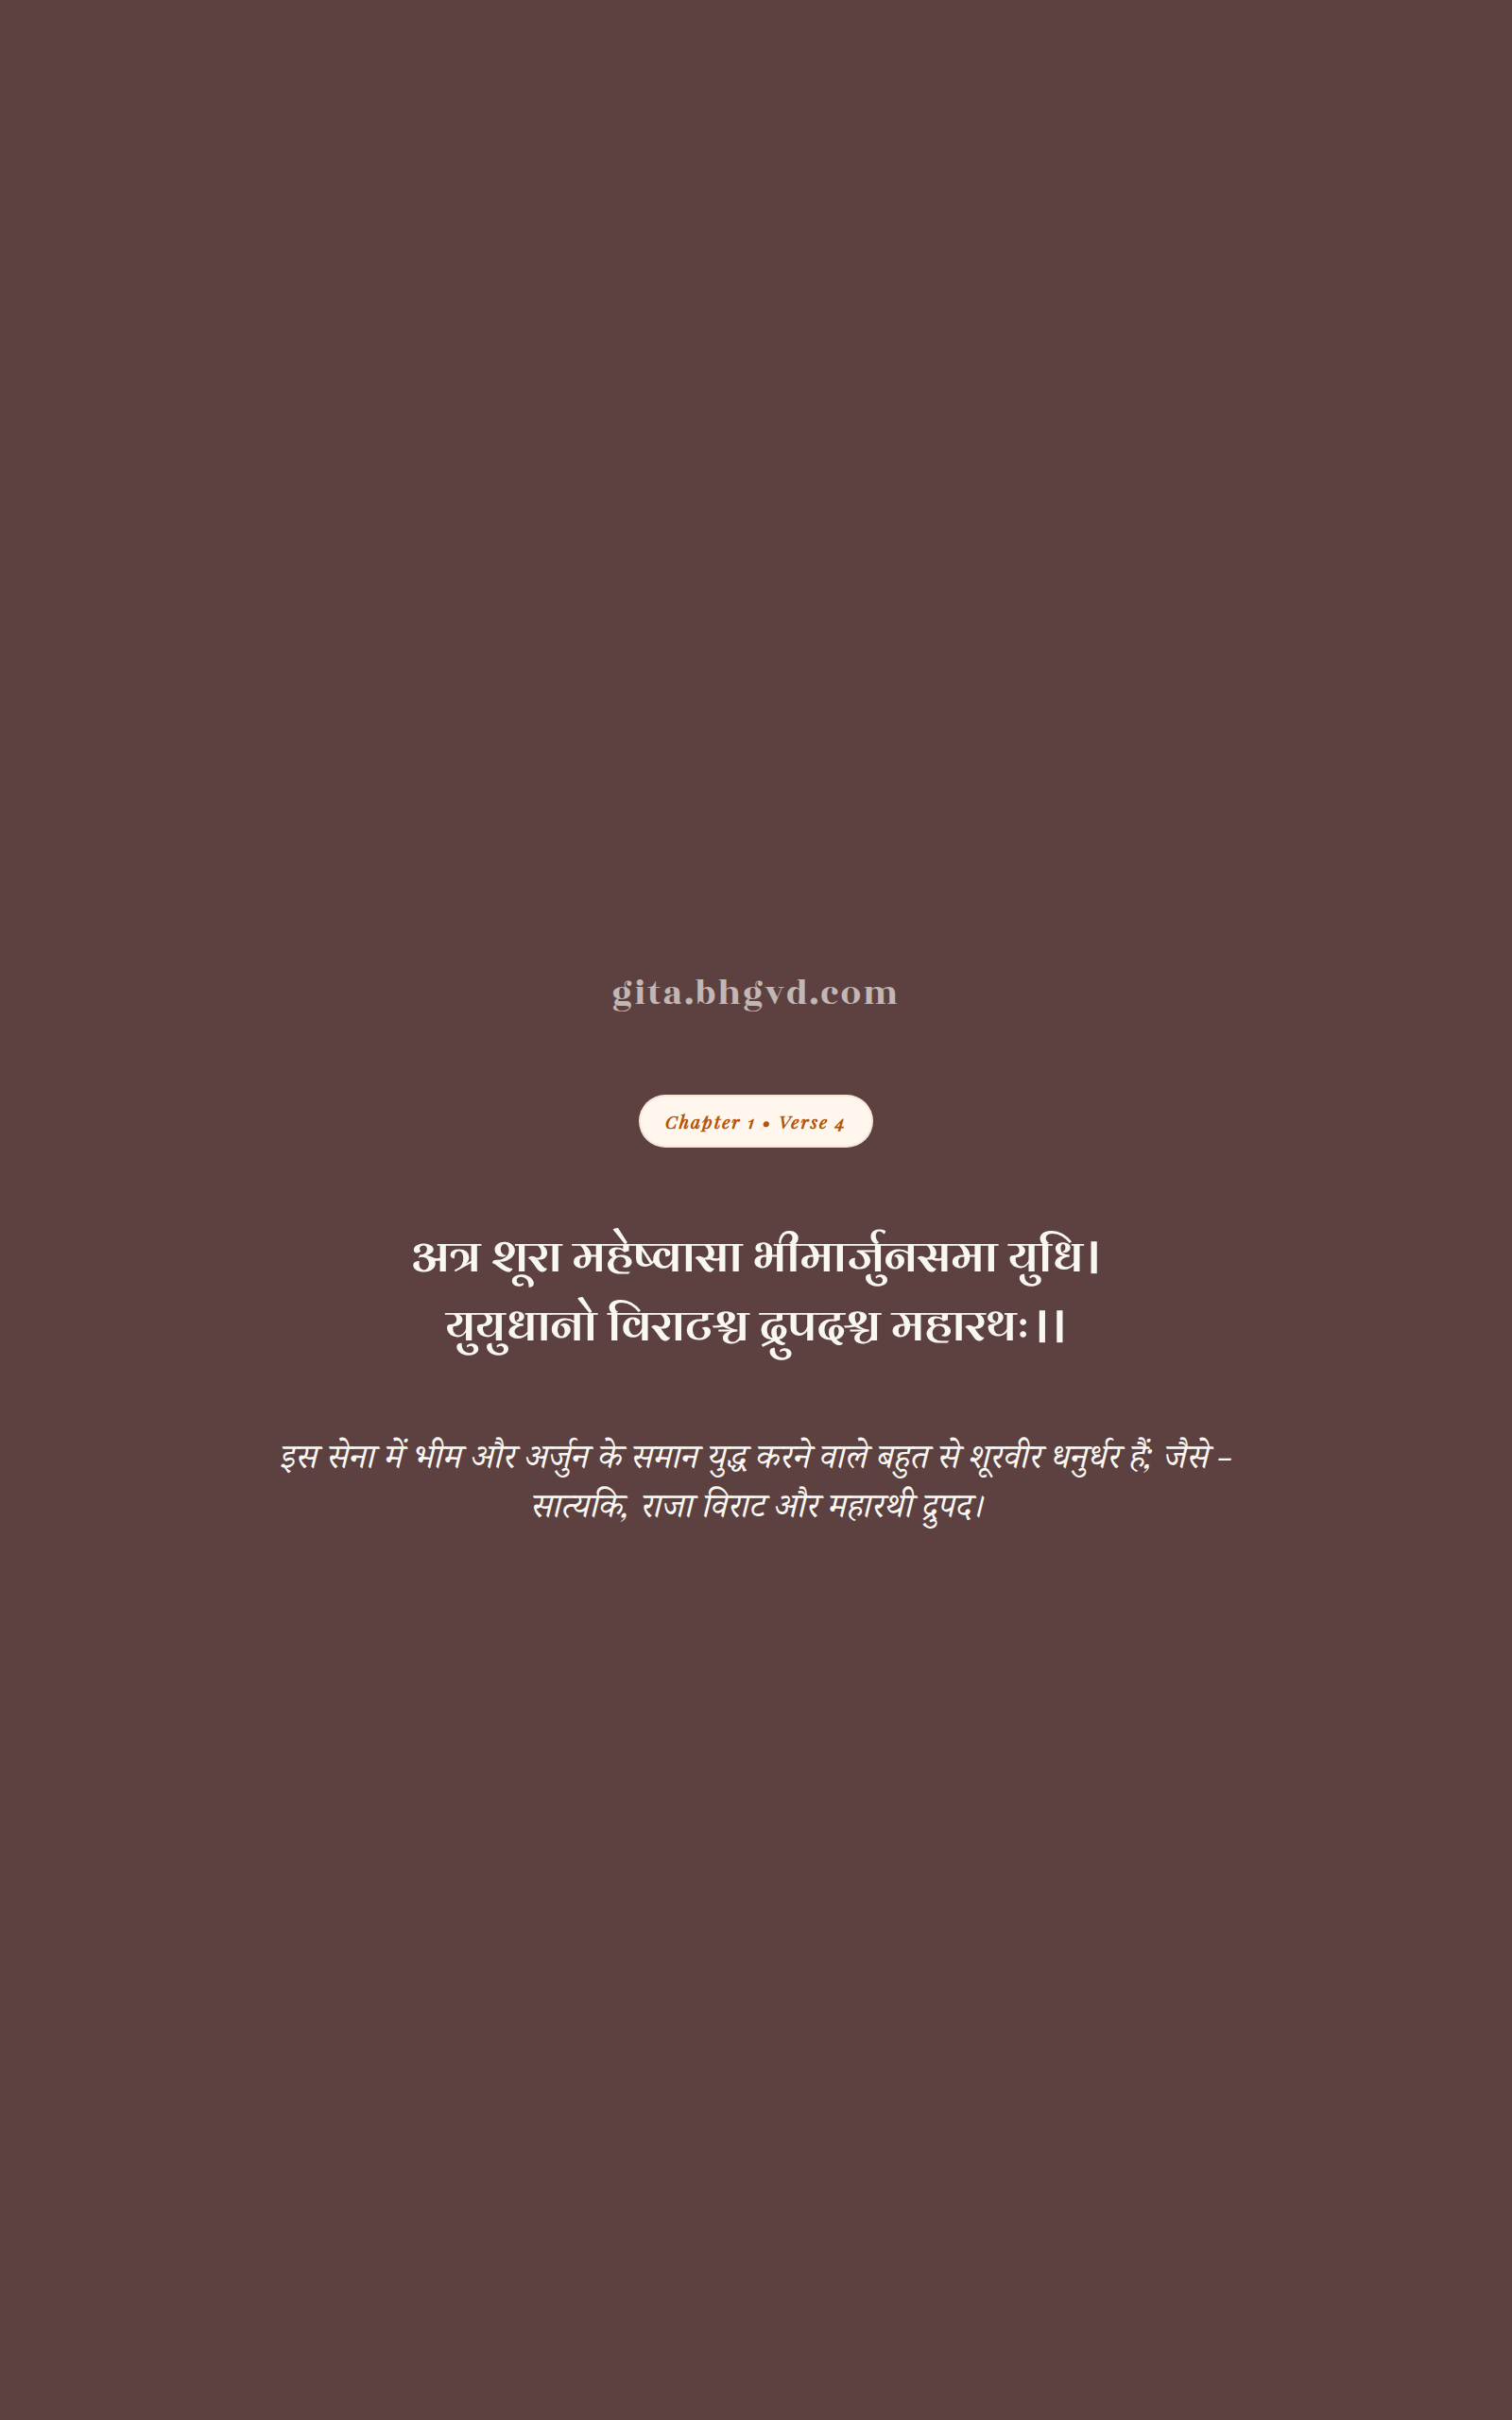 gita.bhgvd.com
Chapter 1 • Verse 4
अत्र शूरा महेष्वासा भीमार्जुनसमा युधि।
युयुधानो विराटश्च द्रुपदश्च महारथः।।
इस सेना में भीम और अर्जुन के समान युद्ध करने वाले बहुत से शूरवीर धनुर्धर हैं; जैसे –
सात्यकि, राजा विराट और महारथी द्रुपद।